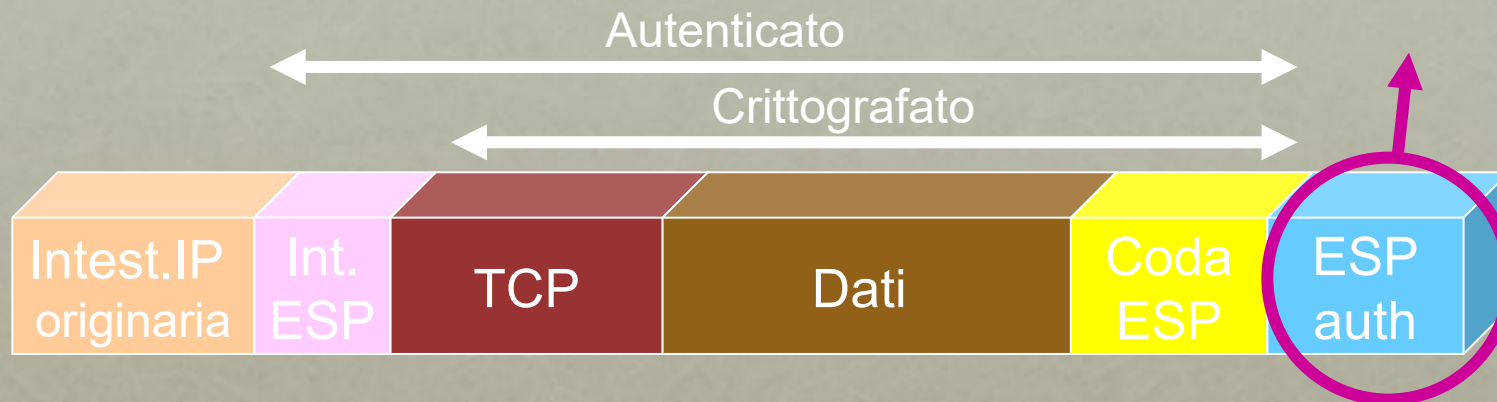 Autenticato
Crittografato
Intest.IP
originaria
Int.
ESP
TCP
Dati
Coda
ESP
ESP
auth